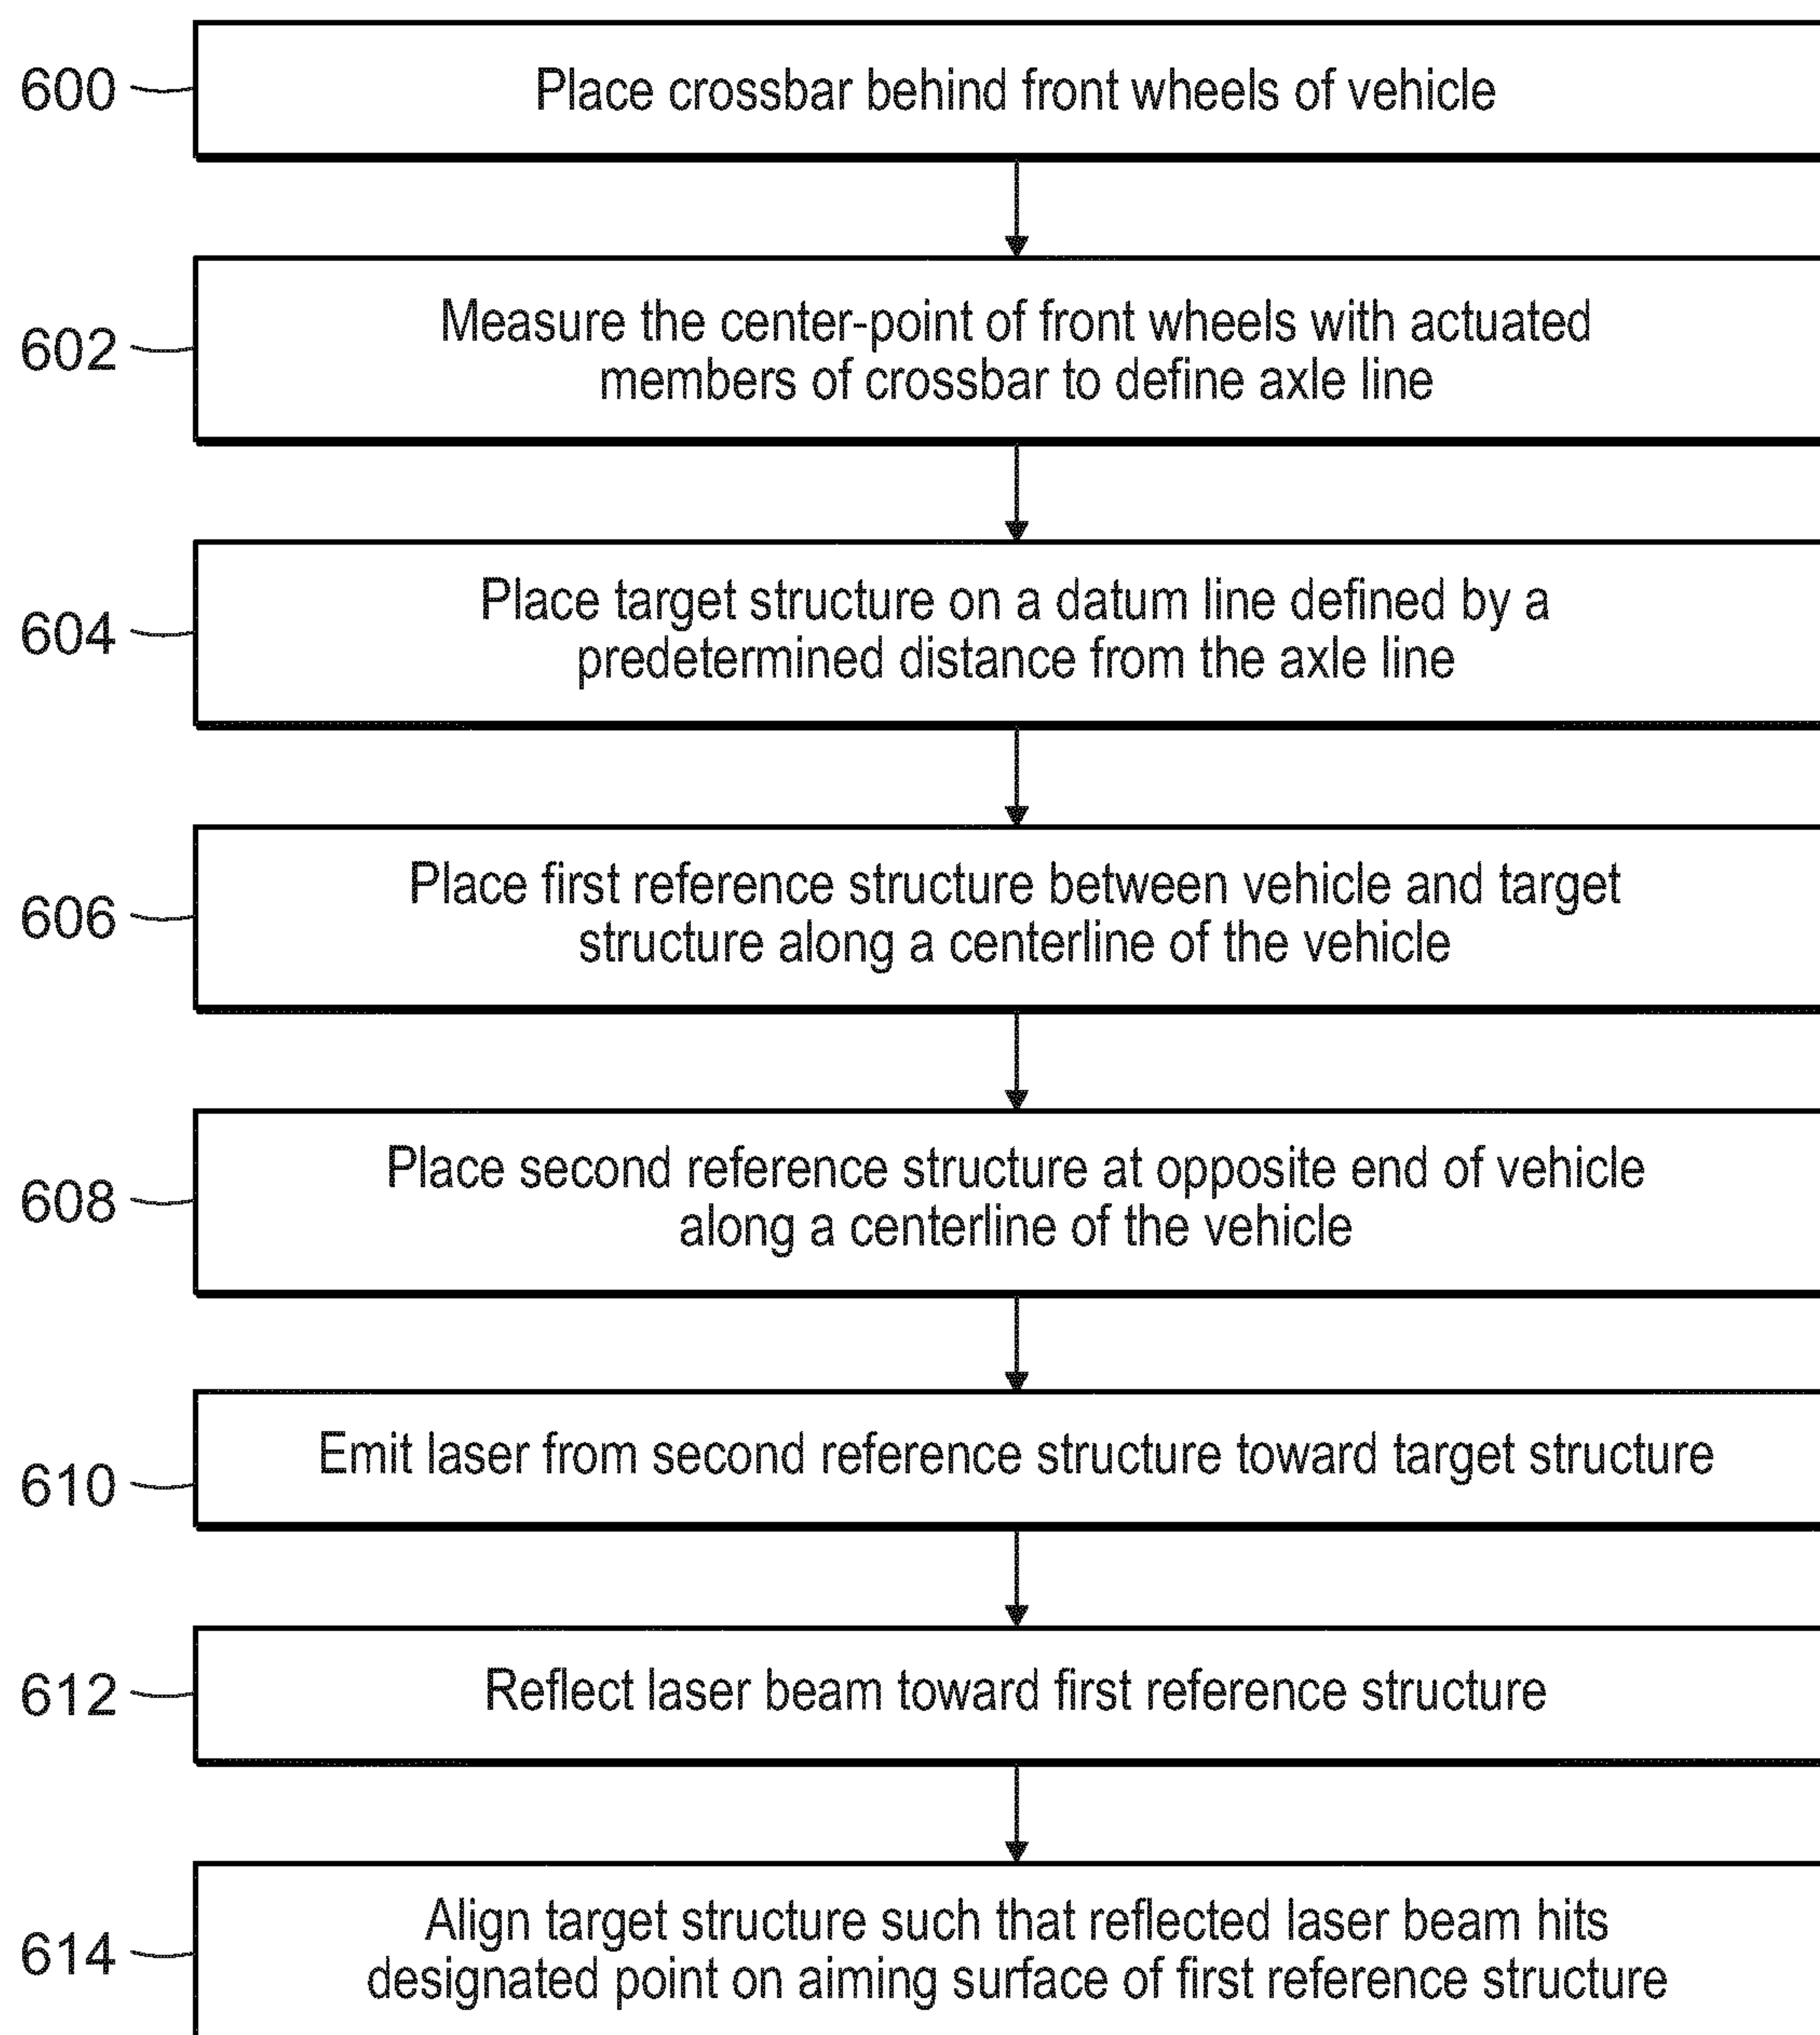 600
Place crossbar behind front wheels of vehicle
602
Measure the center-point of front wheels with actuated
members of crossbar to define axle line
604
Place target structure on a datum line defined by a
predetermined distance from the axle line
606
Place first reference structure between vehicle and target
structure along a centerline of the vehicle
608
Place second reference structure at opposite end of vehicle
along a centerline of the vehicle
610
Emit laser from second reference structure toward target structure
612
Reflect laser beam toward first reference structure
614
Align target structure such that reflected laser beam hits
designated point on aiming surface of first reference structure